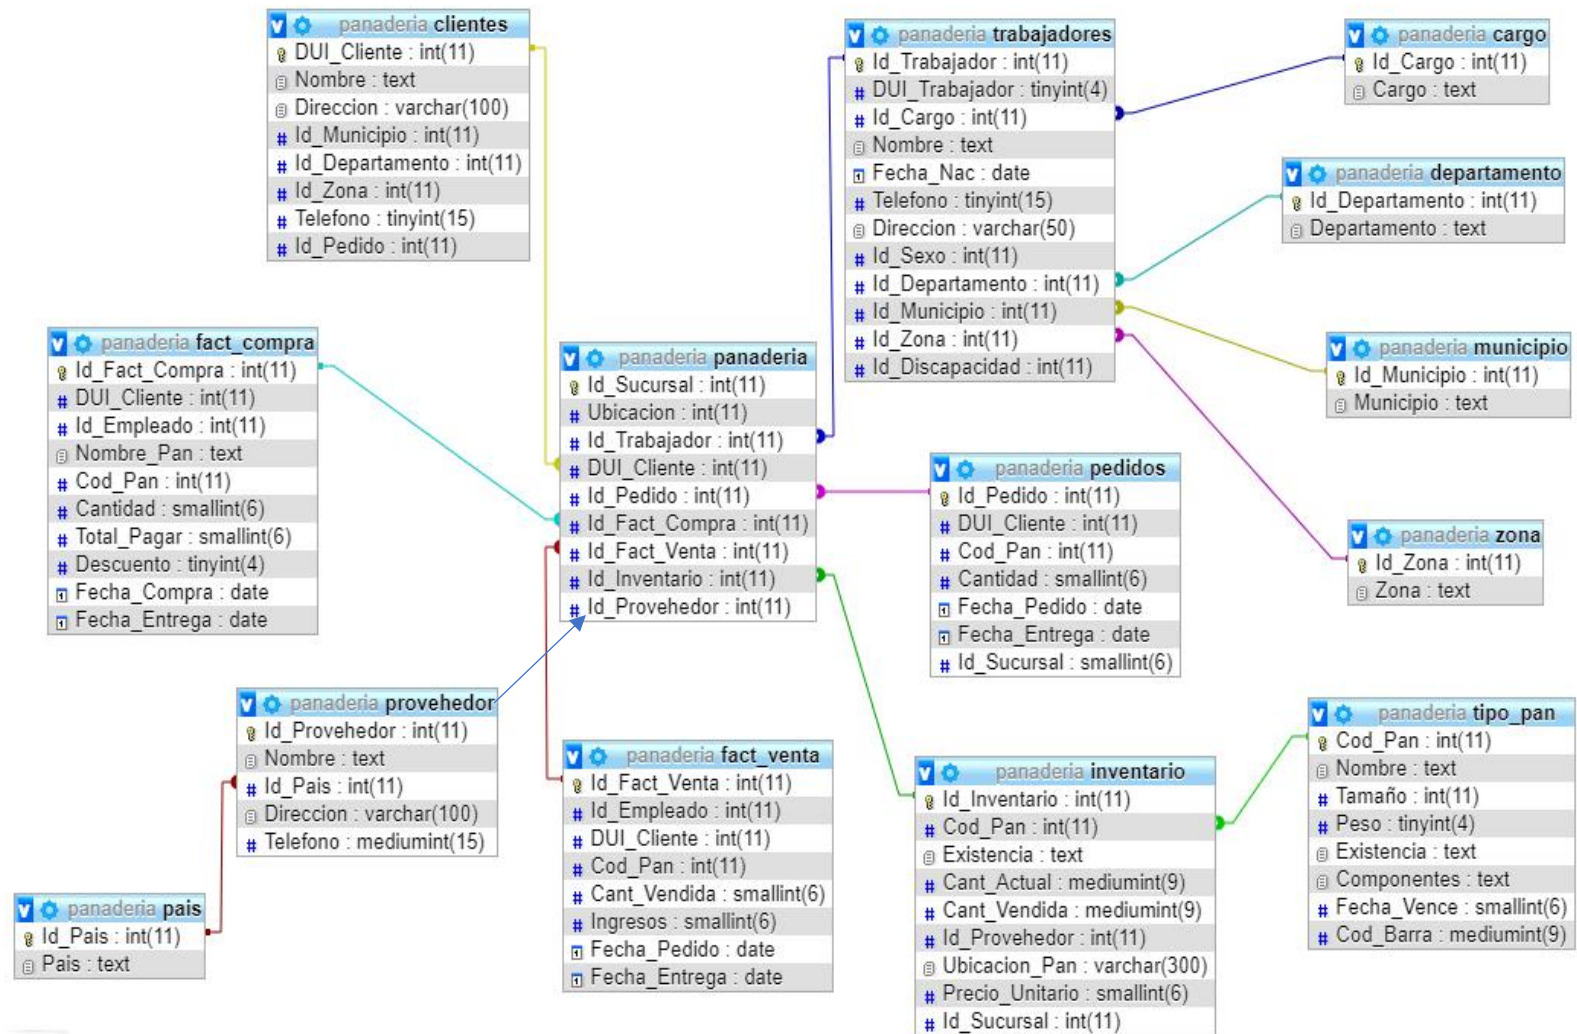 panaderia clientes
DUI_Cliente : int(11)
Nombre : text
Direccion : varchar(100)
# Id_Municipio : int(11)
# Id_Departamento : int(11)
# Id_Zona : int(11)
# Telefono : tinyint(15)
# Id_Pedido : int(11)
panaderia trabajadores
Id_Trabajador : int(11)
# DUI_Trabajador : tinyint(4)
# Id_Cargo : int(11)
Nombre : text
Fecha_Nac : date
# Telefono : tinyint(15)
Direccion : varchar(50)
# Id_Sexo : int(11)
# Id_Departamento : int(11)
# Id_Municipio : int(11)
# Id_Zona : int(11)
# Id_Discapacidad : int(11)
panaderia cargo
Id_Cargo : int(11)
Cargo : text
panaderia departamento
Id_Departamento : int(11)
Departamento : text
panaderia municipio
Id_Municipio : int(11)
Municipio : text
panaderia fact_compra
Id_Fact_Compra : int(11)
# DUI_Cliente : int(11)
# Id_Empleado : int(11)
Nombre_Pan : text
# Cod_Pan : int(11)
# Cantidad : smallint(6)
# Total_Pagar : smallint(6)
# Descuento : tinyint(4)
Fecha_Compra : date
Fecha_Entrega : date
panaderia panaderia
Id_Sucursal : int(11)
# Ubicacion : int(11)
# Id_Trabajador : int(11)
# DUI_Cliente : int(11)
# Id_Pedido : int(11)
# Id_Fact_Compra : int(11)
# Id_Fact_Venta : int(11)
# Id_Inventario : int(11)
# Id_Provehedor : int(11)
panaderia pedidos
Id_Pedido : int(11)
# DUI_Cliente : int(11)
# Cod_Pan : int(11)
# Cantidad : smallint(6)
Fecha_Pedido : date
Fecha_Entrega : date
# Id_Sucursal : smallint(6)
panaderia zona
Id_Zona : int(11)
Zona : text
panaderia provehedor
Id_Provehedor : int(11)
Nombre : text
# Id_Pais : int(11)
Direccion : varchar(100)
# Telefono : mediumint(15)
panaderia fact_venta
Id_Fact_Venta : int(11)
# Id_Empleado : int(11)
# DUI_Cliente : int(11)
# Cod_Pan : int(11)
# Cant_Vendida : smallint(6)
# Ingresos : smallint(6)
Fecha_Pedido : date
Fecha_Entrega : date
panaderia inventario
Id_Inventario : int(11)
# Cod_Pan : int(11)
Existencia : text
# Cant_Actual : mediumint(9)
# Cant_Vendida : mediumint(9)
# Id_Provehedor : int(11)
Ubicacion_Pan : varchar(300)
# Precio_Unitario : smallint(6)
# Id_Sucursal : int(11)
panaderia tipo_pan
Cod_Pan : int(11)
Nombre : text
# Tamaño : int(11)
# Peso : tinyint(4)
Existencia : text
Componentes : text
# Fecha_Vence : smallint(6)
# Cod_Barra : mediumint(9)
panaderia pais
Id_Pais : int(11)
Pais : text